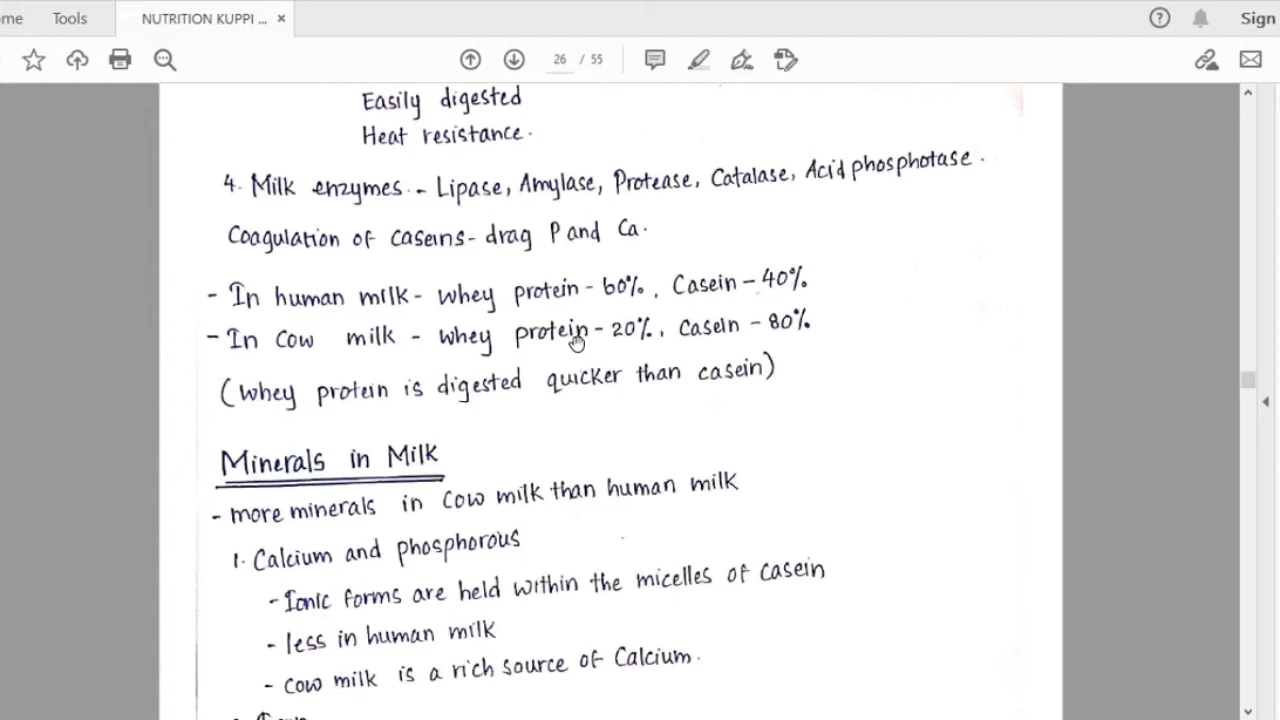 ome Tools NUTRITION KUPPI ... × Sign
26 / 55
Easily digested
Heat resistance.
4. Milk enzymes.- Lipase, Amylase, Protease, Catalase, Acid phosphotase.
Coagulation of caseins- drag P and Ca.
- In human milk- whey protein - 60%, Casein - 40%
- In Cow milk - whey protein - 20%, Casein - 80%
(Whey protein is digested quicker than casein)
Minerals in Milk
- more minerals in Cow milk than human milk
1. Calcium and phosphorous
- Ionic forms are held within the micelles of casein
- less in human milk
- Cow milk is a rich source of Calcium.